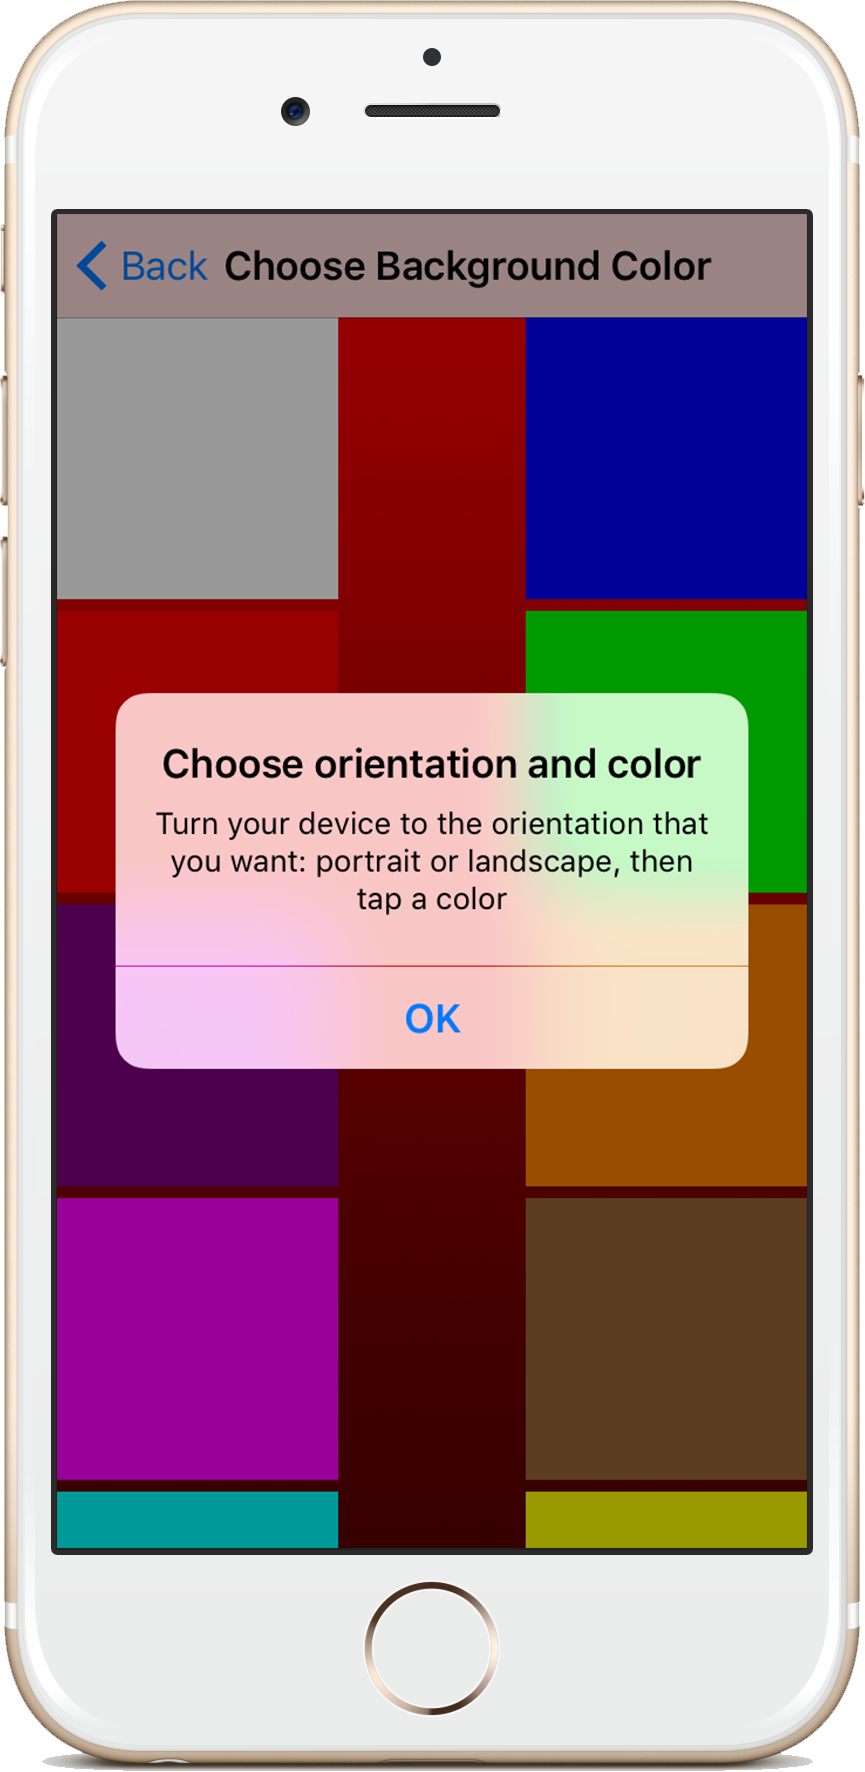 Back Choose Background Color
Choose orientation and color
Turn your device to the orientation that
you want: portrait or landscape, then
tap a color
OK